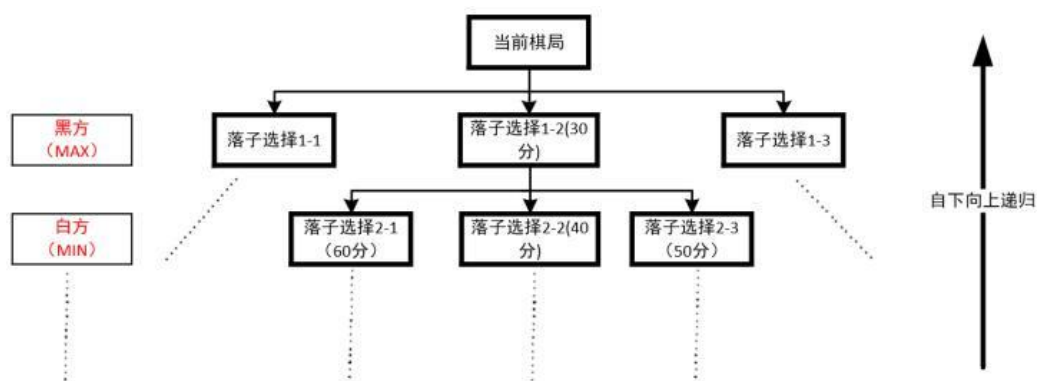 当前棋局
黑方
（MAX）
落子选择1-1
落子选择1-2(30
分)
落子选择1-3
自下向上递归
白方
（MIN）
落子选择2-1
（60分）
落子选择2-2(40
分)
落子选择2-3
（50分）